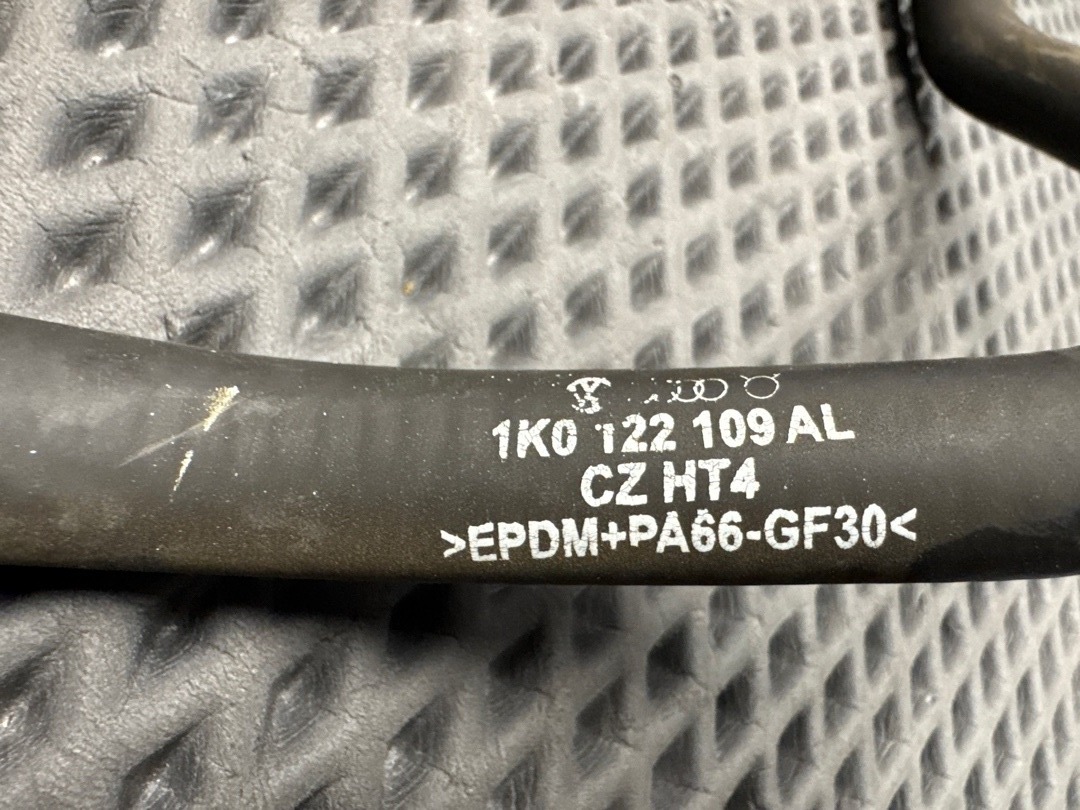 1K0 122 109 AL
CZ HT4
>EPDM+PA66-GF30<